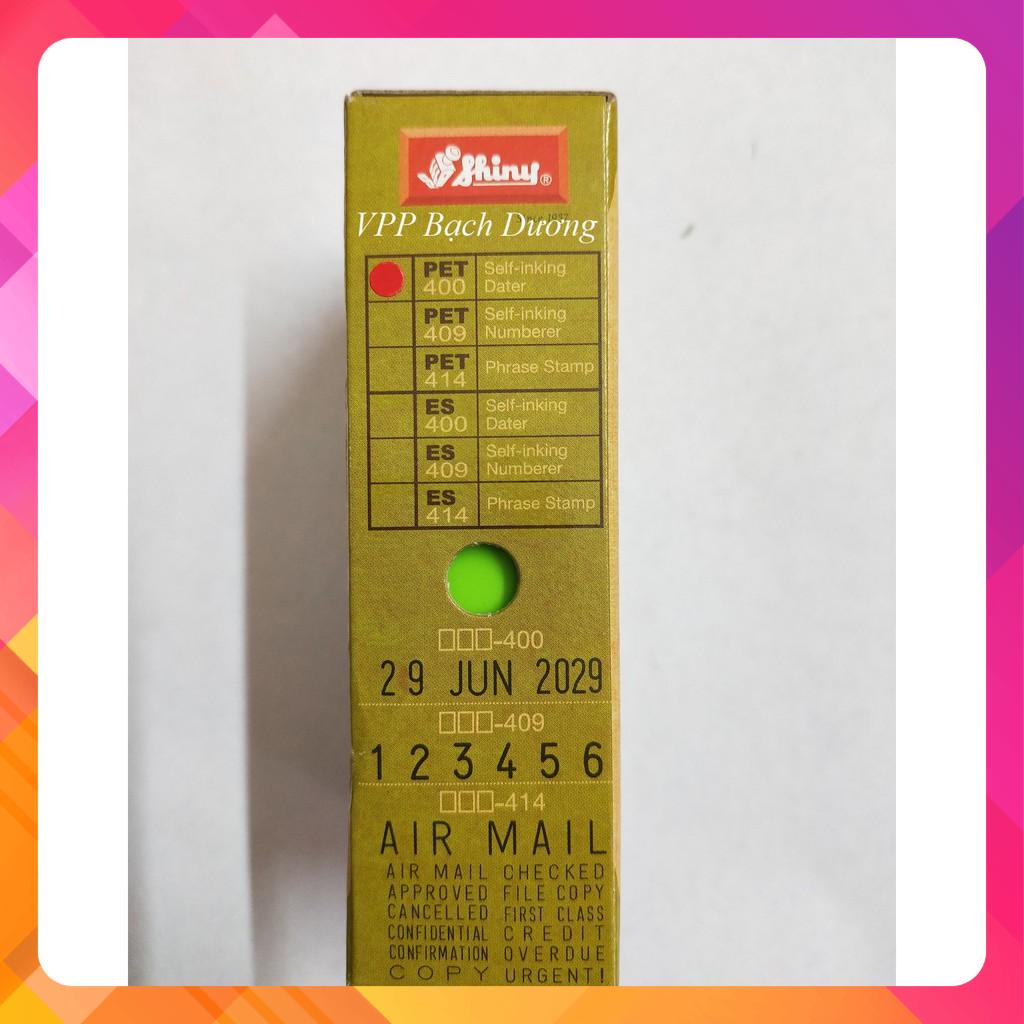 Shiny®
Since 1987
VPP Bạch Dương
PET 400 Self-inking Dater
PET 409 Self-inking Numberer
PET 414 Phrase Stamp
ES 400 Self-inking Dater
ES 409 Self-inking Numberer
ES 414 Phrase Stamp
□□□-400
29 JUN 2029
□□□-409
1 2 3 4 5 6
□□□-414
AIR MAIL
AIR MAIL CHECKED
APPROVED FILE COPY
CANCELLED FIRST CLASS
CONFIDENTIAL CREDIT
CONFIRMATION OVERDUE
COPY URGENT!